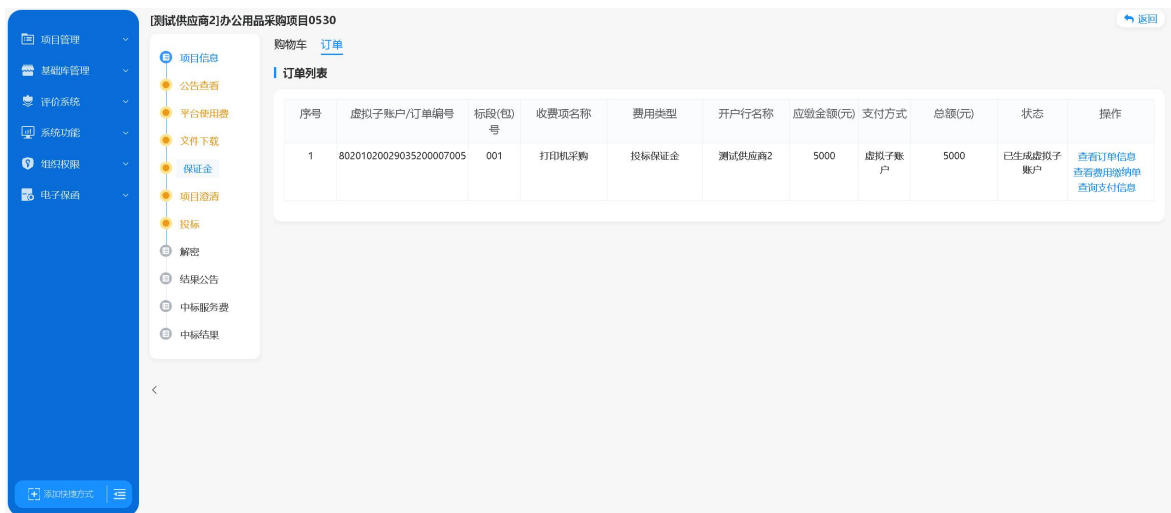 [测试供应商2]办公用品采购项目0530
返回
项目管理
基础库管理
评价系统
系统功能
组织权限
电子保函
添加快捷方式
项目信息
公告查看
平台使用费
文件下载
保证金
项目澄清
投标
解密
结果公告
中标服务费
中标结果
购物车 订单
订单列表
序号 虚拟子账户/订单编号 标段(包)号 收费项名称 费用类型 开户行名称 应缴金额(元) 支付方式 总额(元) 状态 操作
1 80201020029035200007005 001 打印机采购 投标保证金 测试供应商2 5000 虚拟子账户 5000 已生成虚拟子账户 查看订单信息
查看费用缴纳单
查询支付信息